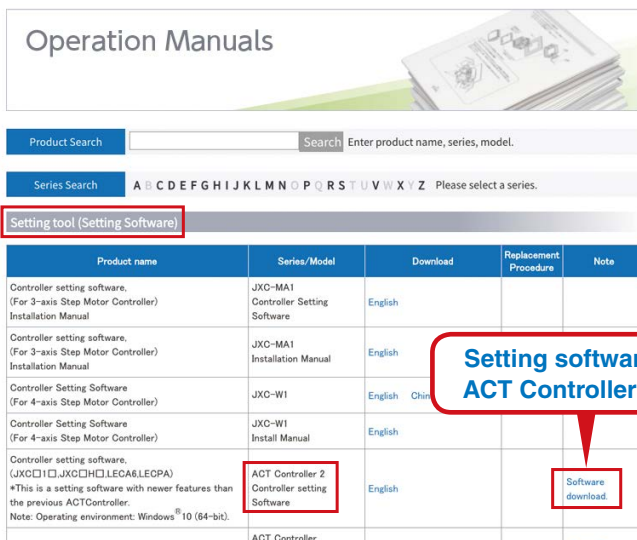 Operation Manuals
Product Search
Search
Enter product name, series, model.
Series Search
A B C D E F G H I J K L M N O P Q R S T U V W X Y Z
Please select a series.
Setting tool (Setting Software)
Product name
Series/Model
Download
Replacement
Procedure
Note
Controller setting software,
(For 3-axis Step Motor Controller)
Installation Manual
JXC-MA1
Controller Setting
Software
English
Controller setting software,
(For 3-axis Step Motor Controller)
Installation Manual
JXC-MA1
Installation Manual
English
Setting softwar
ACT Controller
Controller Setting Software
(For 4-axis Step Motor Controller)
JXC-W1
English Chin
Controller Setting Software
(For 4-axis Step Motor Controller)
JXC-W1
Install Manual
English
Controller setting software,
(JXC□1□,JXC□H□,LECA6,LECPA)
*This is a setting software with newer features than
the previous ACTController.
Note: Operating environment: Windows®10 (64-bit).
ACT Controller 2
Controller setting
Software
English
Software
download.
ACT Controller